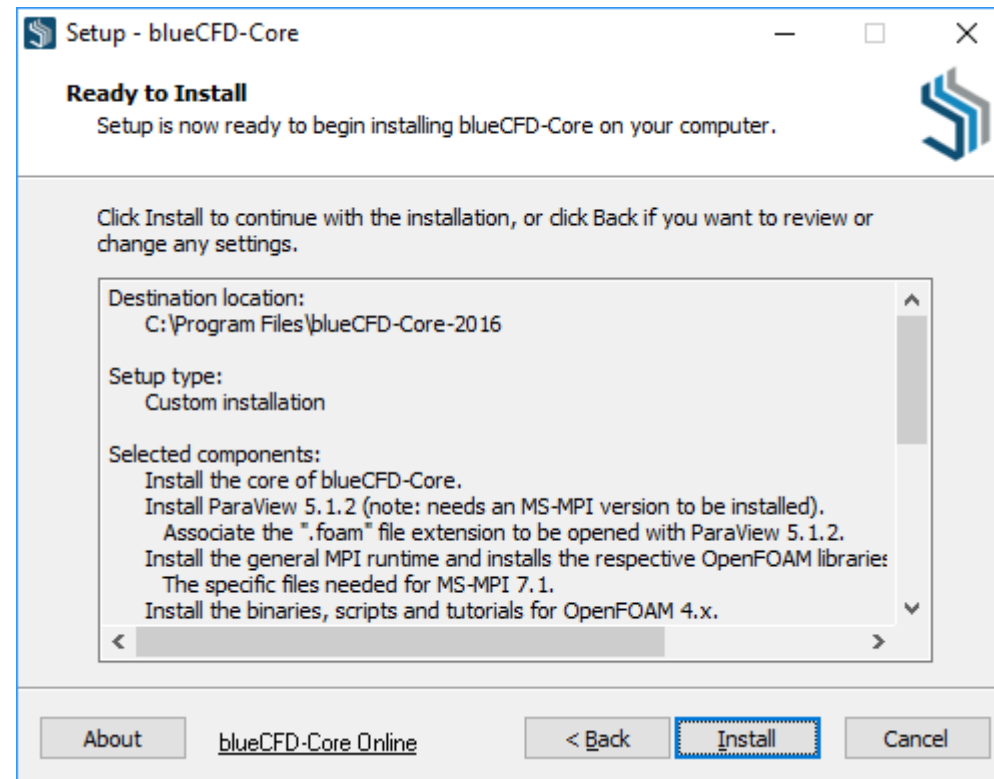 Setup - blueCFD-Core
Ready to Install
Setup is now ready to begin installing blueCFD-Core on your computer.
Click Install to continue with the installation, or click Back if you want to review or
change any settings.
Destination location:
C:\Program Files\blueCFD-Core-2016
Setup type:
Custom installation
Selected components:
Install the core of blueCFD-Core.
Install ParaView 5.1.2 (note: needs an MS-MPI version to be installed).
Associate the ".foam" file extension to be opened with ParaView 5.1.2.
Install the general MPI runtime and installs the respective OpenFOAM libraries
The specific files needed for MS-MPI 7.1.
Install the binaries, scripts and tutorials for OpenFOAM 4.x.
About
blueCFD-Core Online
< Back
Install
Cancel